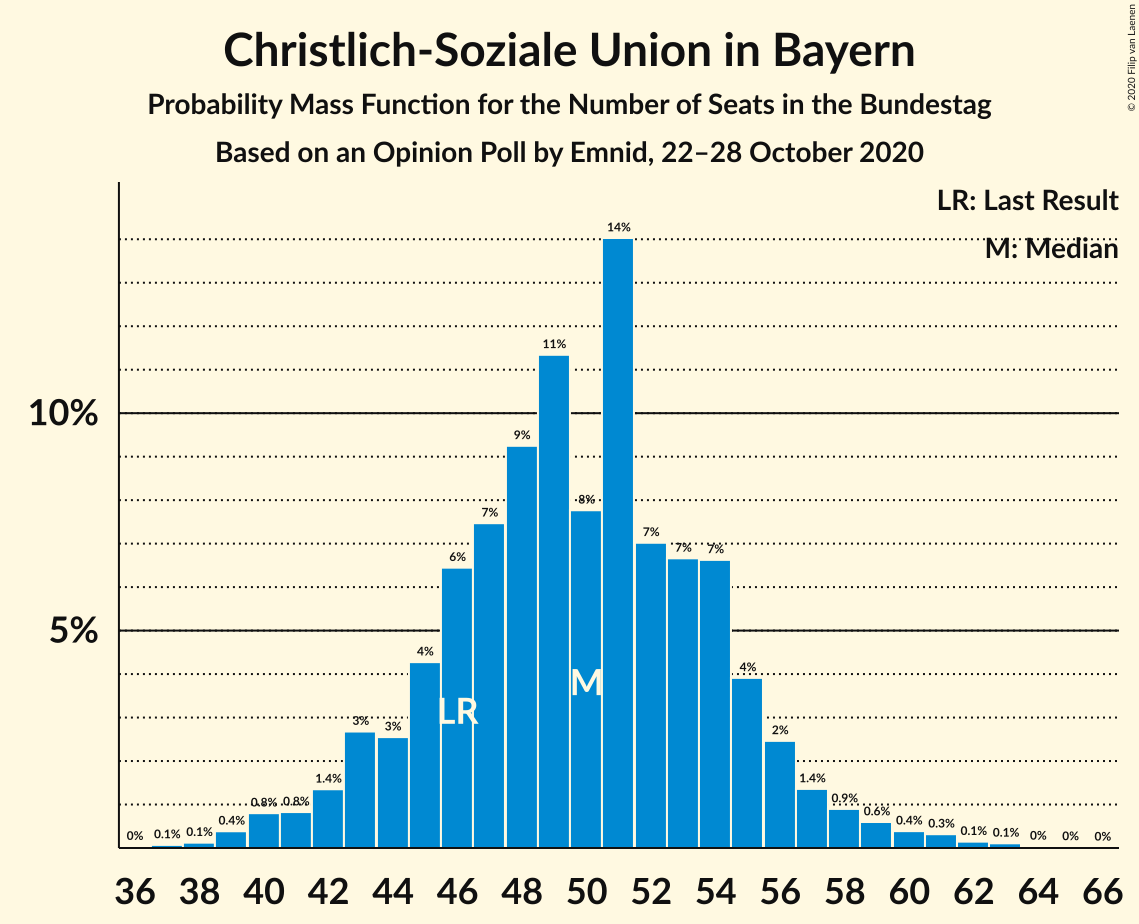 Christlich-Soziale Union in Bayern
Probability Mass Function for the Number of Seats in the Bundestag
Based on an Opinion Poll by Emnid, 22–28 October 2020
© 2020 Filip van Laenen
LR: Last Result
M: Median
10%
5%
0% 0.1% 0.1% 0.4% 0.8% 0.8% 1.4% 3% 3% 4% 6% 7% 9% 11% 8% 14% 7% 7% 7% 4% 2% 1.4% 0.9% 0.6% 0.4% 0.3% 0.1% 0.1% 0% 0% 0%
LR
M
36 38 40 42 44 46 48 50 52 54 56 58 60 62 64 66